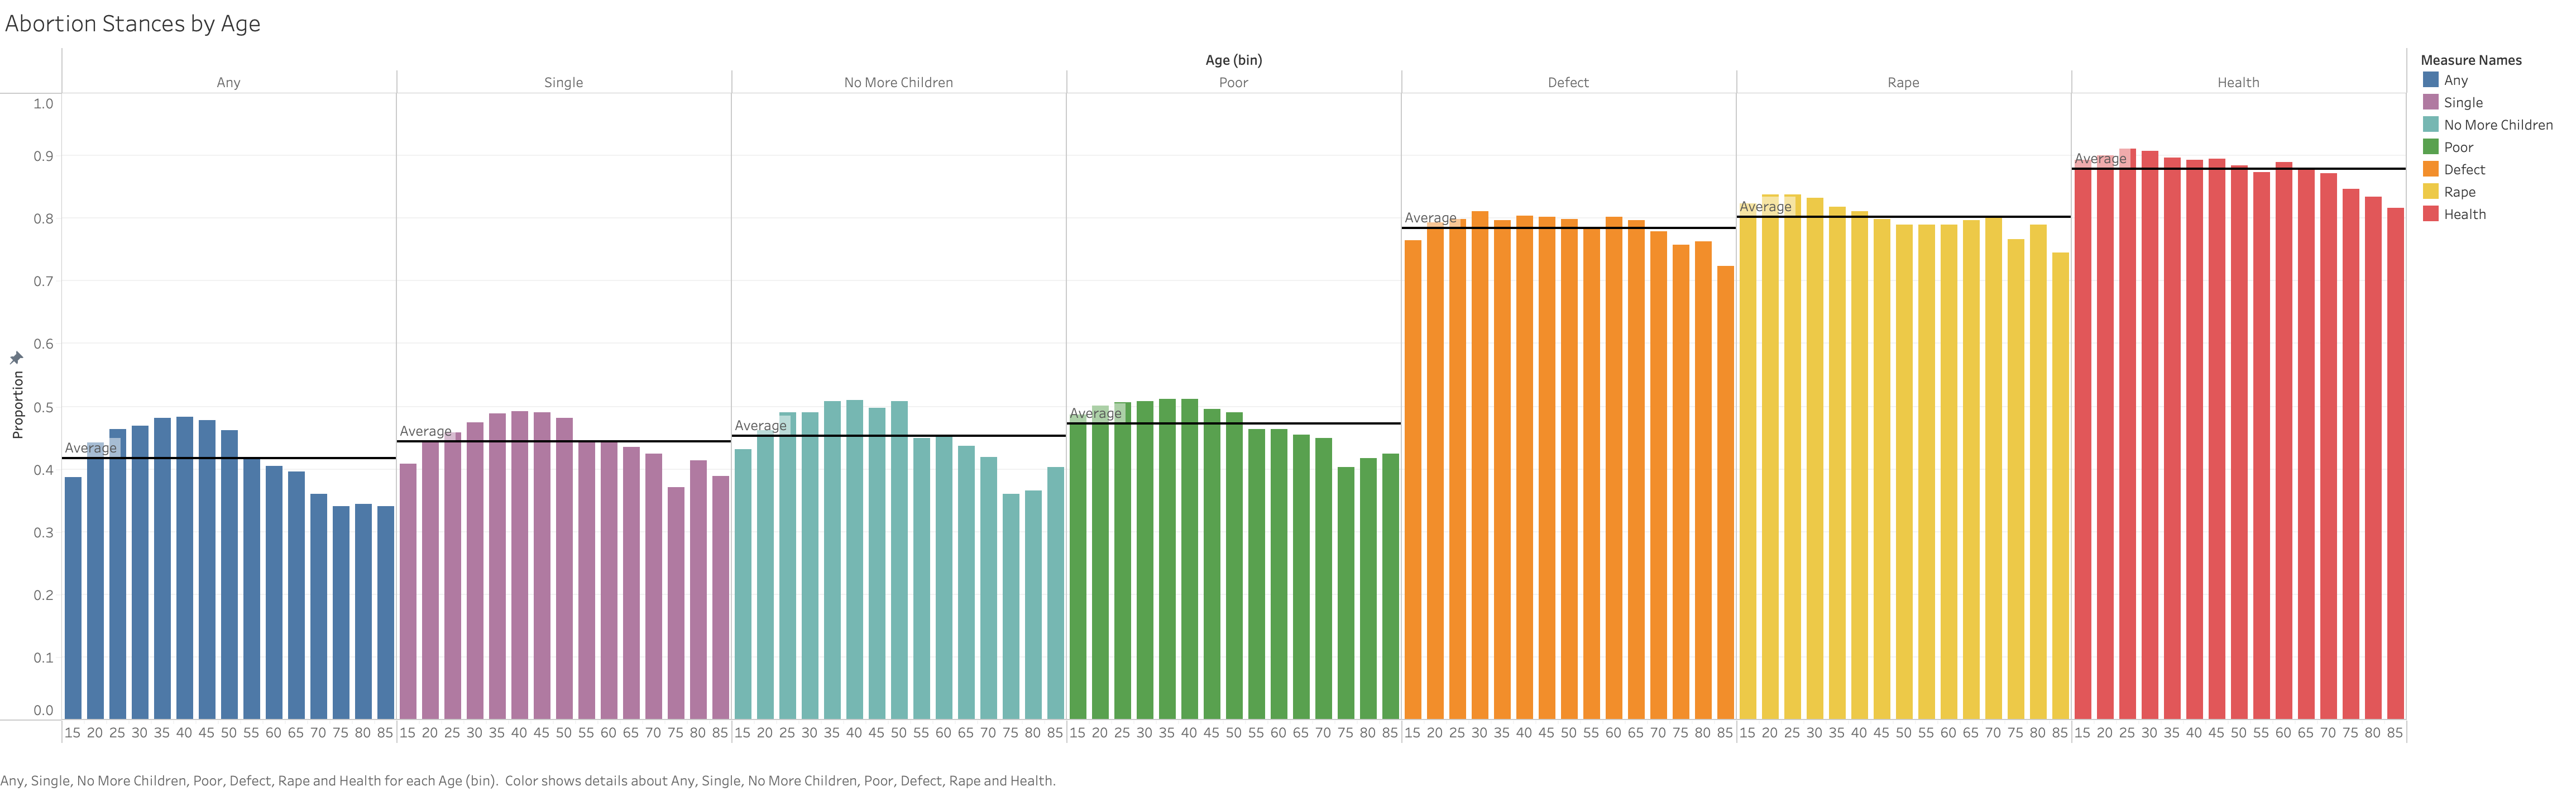 Abortion Stances by Age
Age (bin)
Any Single No More Children Poor Defect Rape Health
Measure Names
Any
Single
No More Children
Poor
Defect
Rape
Health
Proportion
1.0
0.9
0.8
0.7
0.6
0.5
0.4
0.3
0.2
0.1
0.0
Average
Average
Average
Average
Average
Average
Average
15 20 25 30 35 40 45 50 55 60 65 70 75 80 85
15 20 25 30 35 40 45 50 55 60 65 70 75 80 85
15 20 25 30 35 40 45 50 55 60 65 70 75 80 85
15 20 25 30 35 40 45 50 55 60 65 70 75 80 85
15 20 25 30 35 40 45 50 55 60 65 70 75 80 85
15 20 25 30 35 40 45 50 55 60 65 70 75 80 85
15 20 25 30 35 40 45 50 55 60 65 70 75 80 85
Any, Single, No More Children, Poor, Defect, Rape and Health for each Age (bin).  Color shows details about Any, Single, No More Children, Poor, Defect, Rape and Health.